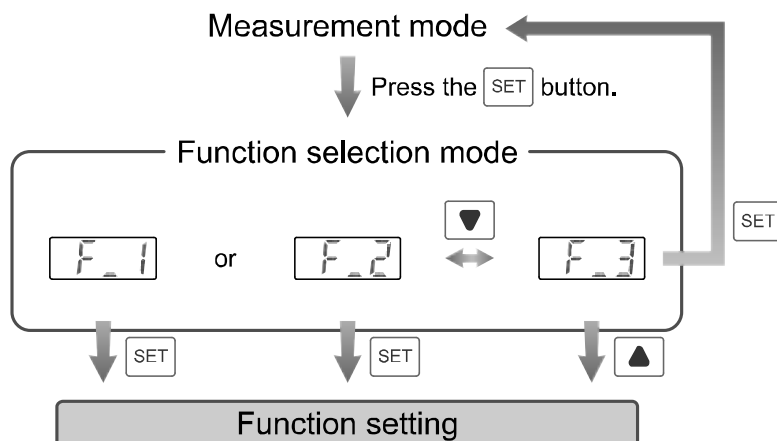 Measurement mode
Press the SET button.
Function selection mode
SET
F_1 or F_2 F_3
SET SET
Function setting